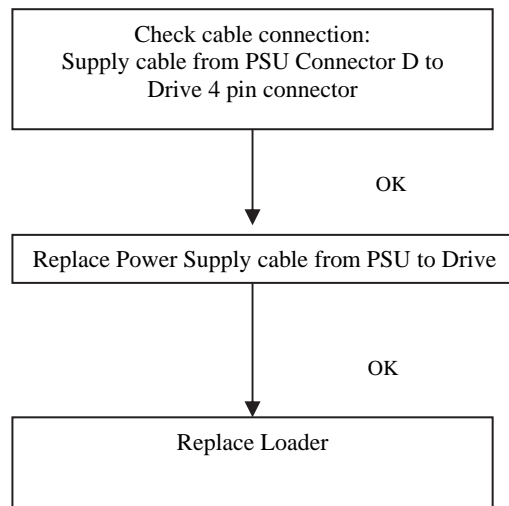 Check cable connection:
Supply cable from PSU Connector D to
Drive 4 pin connector
OK
Replace Power Supply cable from PSU to Drive
OK
Replace Loader